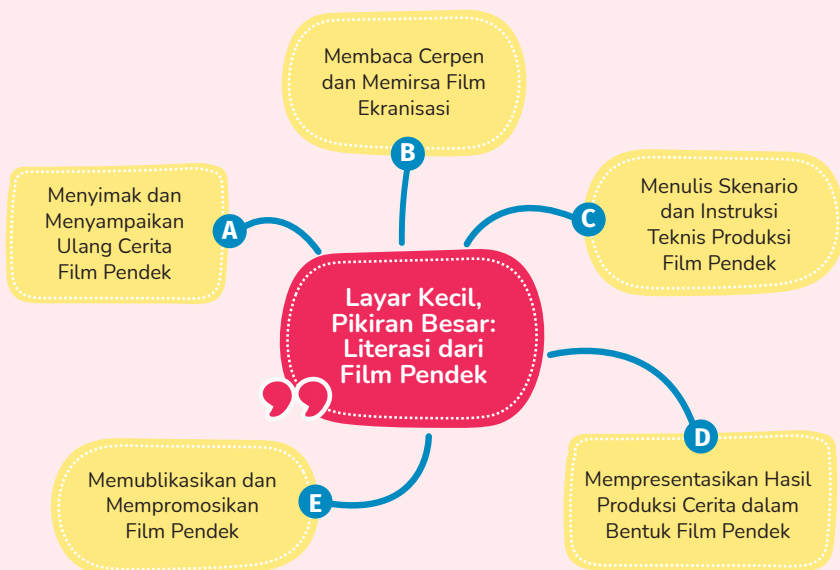 Layar Kecil,
Pikiran Besar:
Literasi dari
Film Pendek
A
Menyimak dan
Menyampaikan
Ulang Cerita
Film Pendek
B
Membaca Cerpen
dan Memirsa Film
Ekranisasi
C
Menulis Skenario
dan Instruksi
Teknis Produksi
Film Pendek
D
Mempresentasikan Hasil
Produksi Cerita dalam
Bentuk Film Pendek
E
Memublikasikan dan
Mempromosikan
Film Pendek